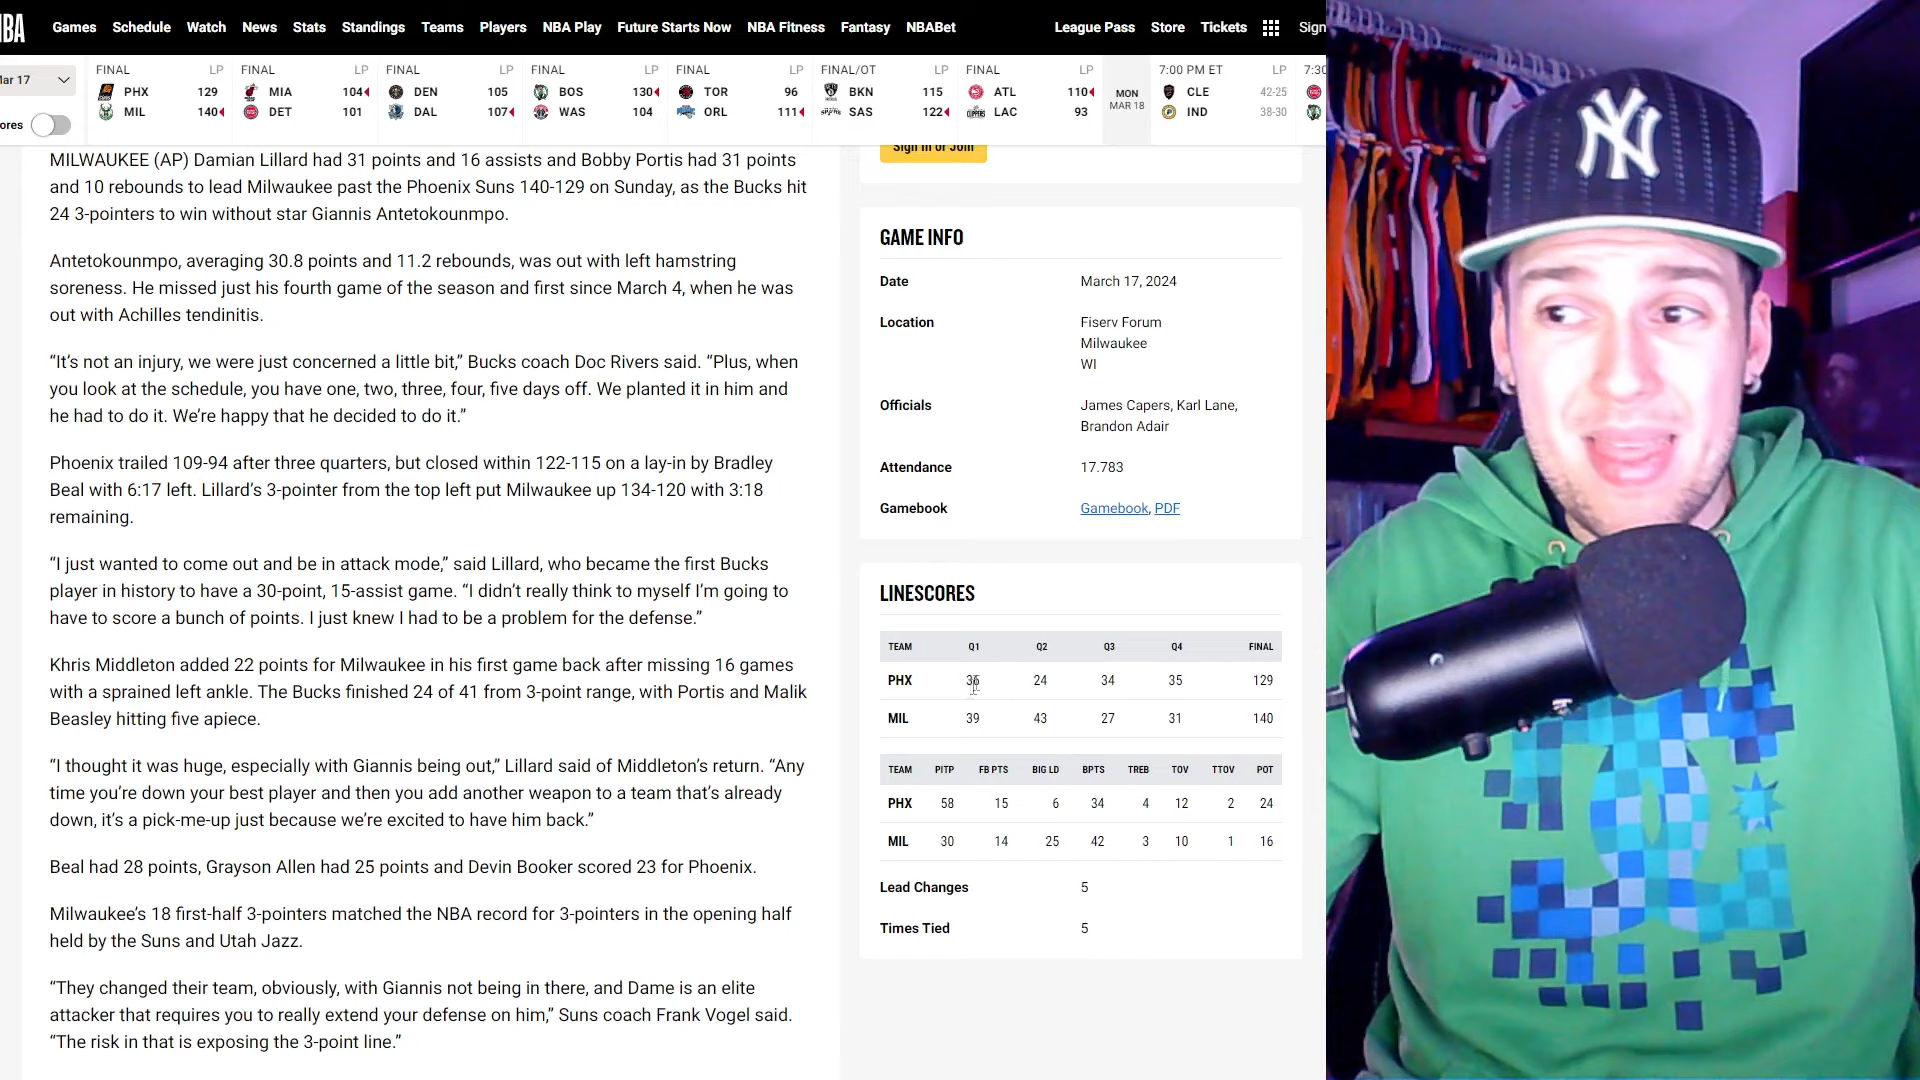 NBA Games Schedule Watch News Stats Standings Teams Players NBA Play Future Starts Now NBA Fitness Fantasy NBABet League Pass Store Tickets Sign
Mar 17
ores
FINAL LP
PHX 129
MIL 140
FINAL LP
MIA 104
DET 101
FINAL LP
DEN 105
DAL 107
FINAL LP
BOS 130
WAS 104
FINAL LP
TOR 96
ORL 111
FINAL/OT LP
BKN 115
SAS 122
FINAL LP
ATL 110
LAC 93
MON
MAR 18
7:00 PM ET LP
CLE 42-25
IND 38-30
7:30
MILWAUKEE (AP) Damian Lillard had 31 points and 16 assists and Bobby Portis had 31 points
and 10 rebounds to lead Milwaukee past the Phoenix Suns 140-129 on Sunday, as the Bucks hit
24 3-pointers to win without star Giannis Antetokounmpo.
Antetokounmpo, averaging 30.8 points and 11.2 rebounds, was out with left hamstring
soreness. He missed just his fourth game of the season and first since March 4, when he was
out with Achilles tendinitis.
“It’s not an injury, we were just concerned a little bit,” Bucks coach Doc Rivers said. “Plus, when
you look at the schedule, you have one, two, three, four, five days off. We planted it in him and
he had to do it. We’re happy that he decided to do it.”
Phoenix trailed 109-94 after three quarters, but closed within 122-115 on a lay-in by Bradley
Beal with 6:17 left. Lillard’s 3-pointer from the top left put Milwaukee up 134-120 with 3:18
remaining.
“I just wanted to come out and be in attack mode,” said Lillard, who became the first Bucks
player in history to have a 30-point, 15-assist game. “I didn’t really think to myself I’m going to
have to score a bunch of points. I just knew I had to be a problem for the defense.”
Khris Middleton added 22 points for Milwaukee in his first game back after missing 16 games
with a sprained left ankle. The Bucks finished 24 of 41 from 3-point range, with Portis and Malik
Beasley hitting five apiece.
“I thought it was huge, especially with Giannis being out,” Lillard said of Middleton’s return. “Any
time you’re down your best player and then you add another weapon to a team that’s already
down, it’s a pick-me-up just because we’re excited to have him back.”
Beal had 28 points, Grayson Allen had 25 points and Devin Booker scored 23 for Phoenix.
Milwaukee’s 18 first-half 3-pointers matched the NBA record for 3-pointers in the opening half
held by the Suns and Utah Jazz.
“They changed their team, obviously, with Giannis not being in there, and Dame is an elite
attacker that requires you to really extend your defense on him,” Suns coach Frank Vogel said.
“The risk in that is exposing the 3-point line.”
Sign in or Join
GAME INFO
Date March 17, 2024
Location Fiserv Forum
Milwaukee
WI
Officials James Capers, Karl Lane,
Brandon Adair
Attendance 17.783
Gamebook Gamebook, PDF
LINESCORES
TEAM Q1 Q2 Q3 Q4 FINAL
PHX 36 24 34 35 129
MIL 39 43 27 31 140
TEAM PITP FB PTS BIG LD BPTS TREB TOV TTOV POT
PHX 58 15 6 34 4 12 2 24
MIL 30 14 25 42 3 10 1 16
Lead Changes 5
Times Tied 5
NY